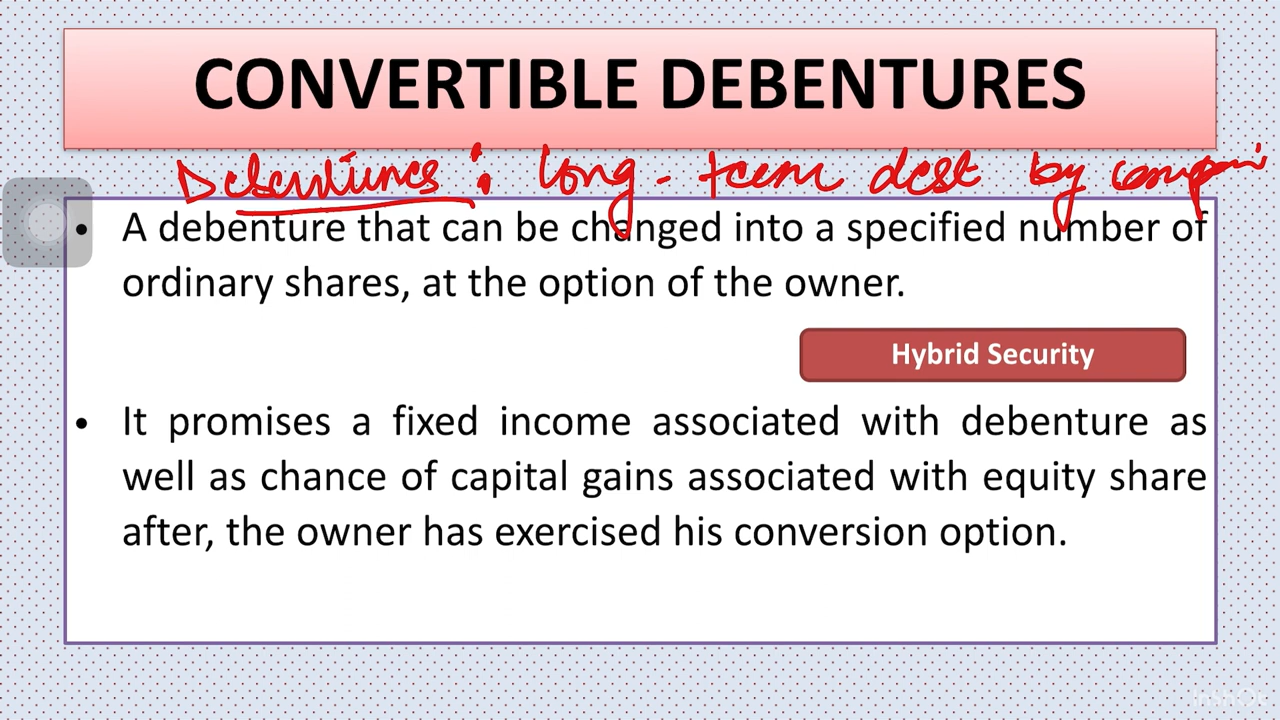 CONVERTIBLE DEBENTURES
Debentures : long - term debt by compani
• A debenture that can be changed into a specified number of
ordinary shares, at the option of the owner.
Hybrid Security
• It promises a fixed income associated with debenture as
well as chance of capital gains associated with equity share
after, the owner has exercised his conversion option.